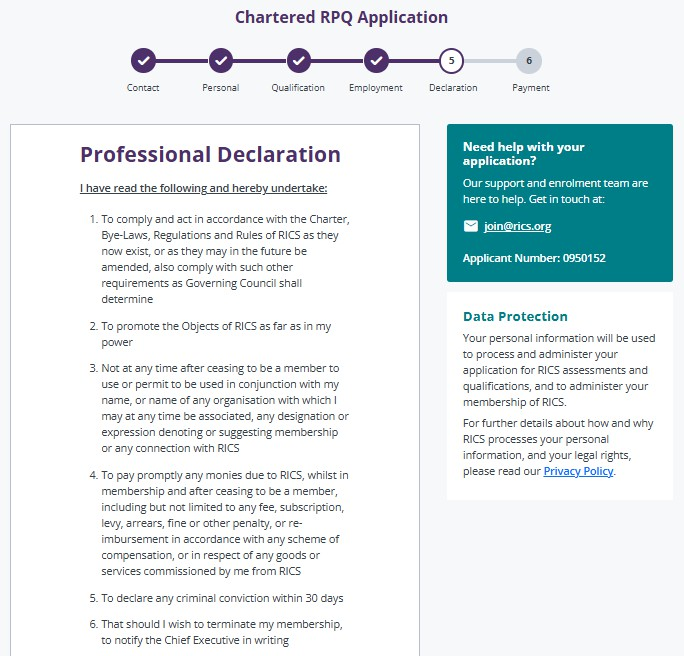 Chartered RPQ Application
5
6
Contact
Personal
Qualification
Employment
Declaration
Payment
Professional Declaration
I have read the following and hereby undertake:
1. To comply and act in accordance with the Charter,
Bye-Laws, Regulations and Rules of RICS as they
now exist, or as they may in the future be
amended, also comply with such other
requirements as Governing Council shall
determine
2. To promote the Objects of RICS as far as in my
power
3. Not at any time after ceasing to be a member to
use or permit to be used in conjunction with my
name, or name of any organisation with which I
may at any time be associated, any designation or
expression denoting or suggesting membership
or any connection with RICS
4. To pay promptly any monies due to RICS, whilst in
membership and after ceasing to be a member,
including but not limited to any fee, subscription,
levy, arrears, fine or other penalty, or re-
imbursement in accordance with any scheme of
compensation, or in respect of any goods or
services commissioned by me from RICS
5. To declare any criminal conviction within 30 days
6. That should I wish to terminate my membership,
to notify the Chief Executive in writing
Need help with your
application?
Our support and enrolment team are
here to help. Get in touch at:
join@rics.org
Applicant Number: 0950152
Data Protection
Your personal information will be used
to process and administer your
application for RICS assessments and
qualifications, and to administer your
membership of RICS.
For further details about how and why
RICS processes your personal
information, and your legal rights,
please read our Privacy Policy.